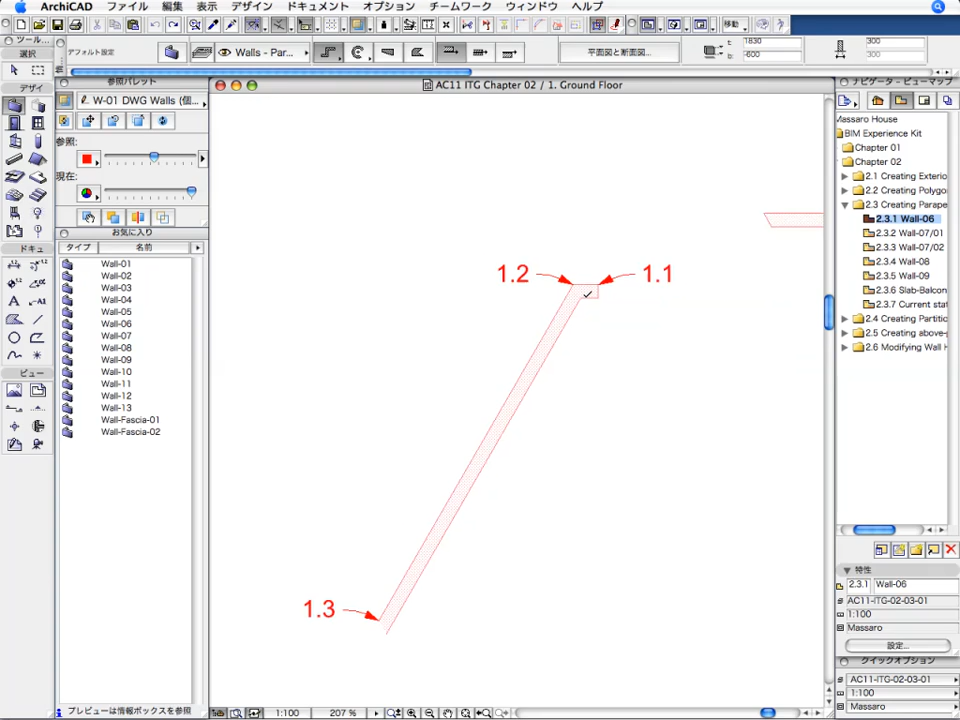 ArchiCAD ファイル 編集 表示 デザイン ドキュメント オプション チームワーク ウィンドウ ヘルプ
移動
ツール...
選択
デフォルト設定
Walls - Par...
平面図と断面図...
t: 1830
b: -600
300
300
デザイ
参照パレット
AC11 ITG Chapter 02 / 1. Ground Floor
ナビゲータ - ビューマップ
W-01 DWG Walls (個...
参照:
現在:
お気に入り
タイプ 名前
Wall-01
Wall-02
Wall-03
Wall-04
Wall-05
Wall-06
Wall-07
Wall-08
Wall-09
Wall-10
Wall-11
Wall-12
Wall-13
Wall-Fascia-01
Wall-Fascia-02
プレビューは情報ボックスを参照
ドキュ
ビュー
1.2
1.1
1.3
1:100
207 %
Massaro House
BIM Experience Kit
Chapter 01
Chapter 02
2.1 Creating Exterio
2.2 Creating Polygo
2.3 Creating Parape
2.3.1 Wall-06
2.3.2 Wall-07/01
2.3.3 Wall-07/02
2.3.4 Wall-08
2.3.5 Wall-09
2.3.6 Slab-Balcon
2.3.7 Current sta
2.4 Creating Partitio
2.5 Creating above-
2.6 Modifying Wall H
特性
2.3.1 Wall-06
AC11-ITG-02-03-01
1:100
Massaro
設定...
クイックオプション
AC11-ITG-02-03-01
1:100
Massaro